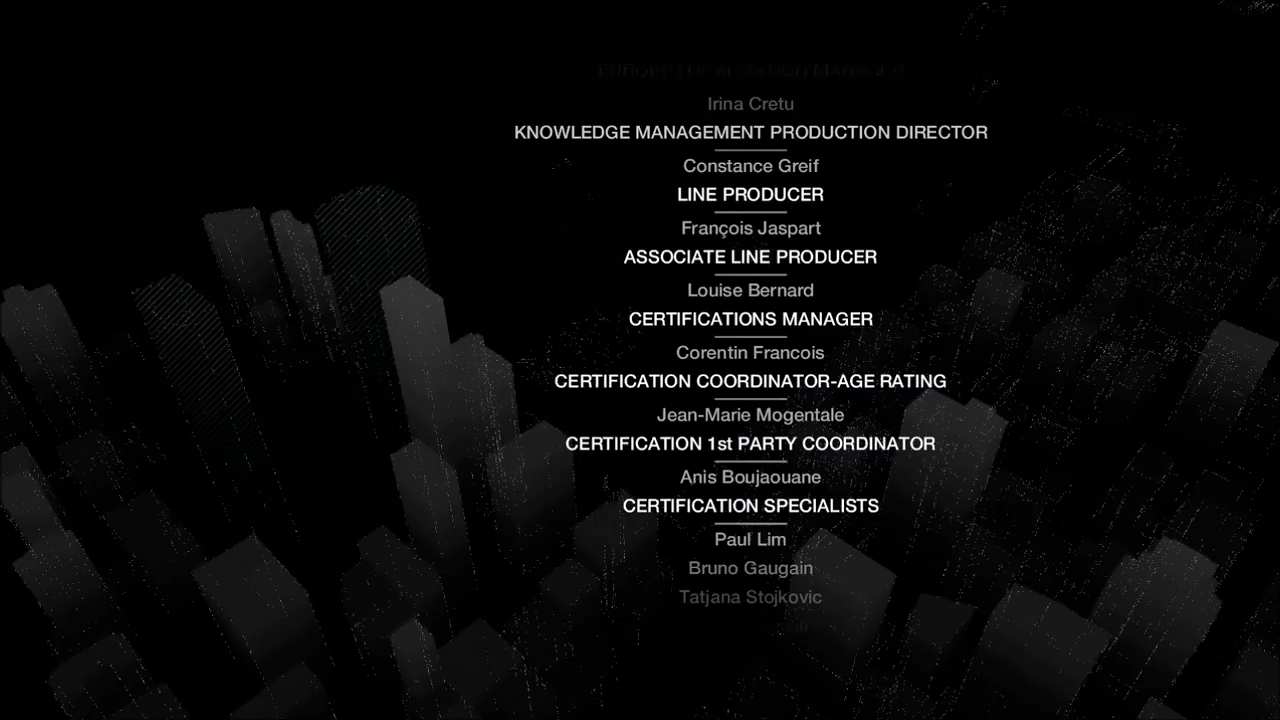 Irina Cretu
KNOWLEDGE MANAGEMENT PRODUCTION DIRECTOR
Constance Greif
LINE PRODUCER
François Jaspart
ASSOCIATE LINE PRODUCER
Louise Bernard
CERTIFICATIONS MANAGER
Corentin Francois
CERTIFICATION COORDINATOR-AGE RATING
Jean-Marie Mogentale
CERTIFICATION 1st PARTY COORDINATOR
Anis Boujaouane
CERTIFICATION SPECIALISTS
Paul Lim
Bruno Gaugain
Tatjana Stojkovic